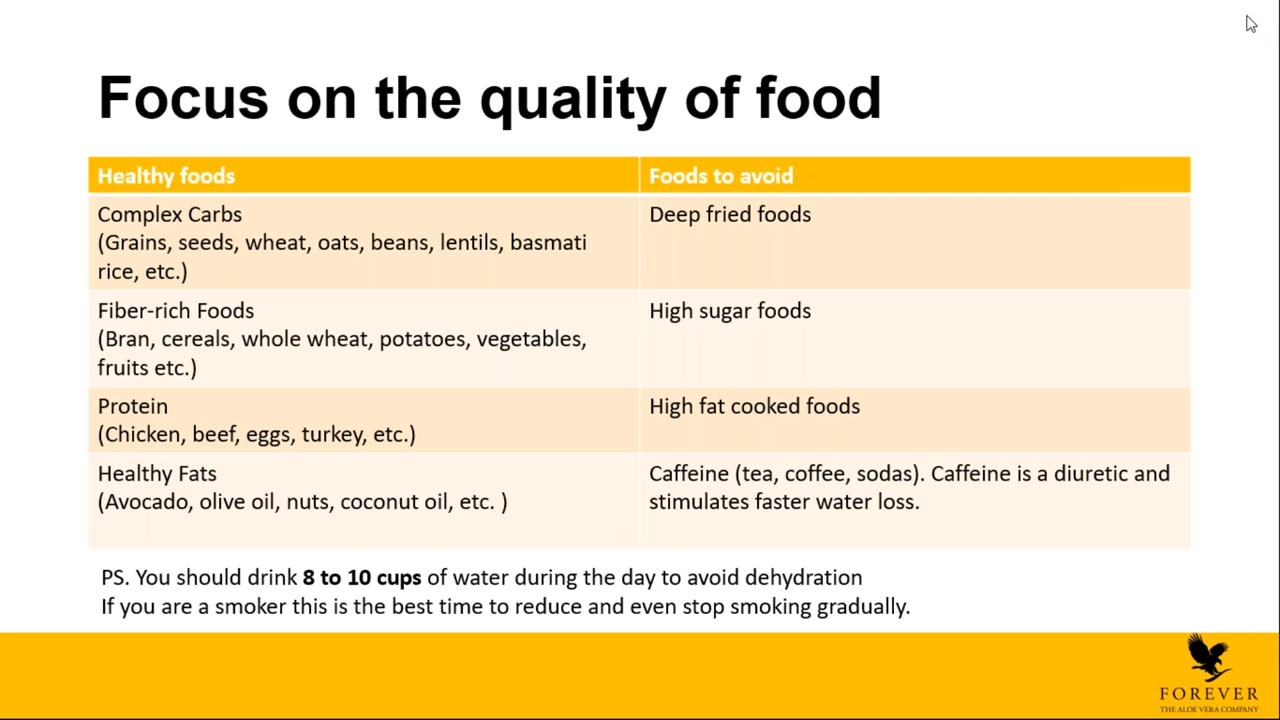 Focus on the quality of food
Healthy foods
Foods to avoid
Complex Carbs
(Grains, seeds, wheat, oats, beans, lentils, basmati
rice, etc.)
Deep fried foods
Fiber-rich Foods
(Bran, cereals, whole wheat, potatoes, vegetables,
fruits etc.)
High sugar foods
Protein
(Chicken, beef, eggs, turkey, etc.)
High fat cooked foods
Healthy Fats
(Avocado, olive oil, nuts, coconut oil, etc. )
Caffeine (tea, coffee, sodas). Caffeine is a diuretic and
stimulates faster water loss.
PS. You should drink 8 to 10 cups of water during the day to avoid dehydration
If you are a smoker this is the best time to reduce and even stop smoking gradually.
FOREVER
THE ALOE VERA COMPANY